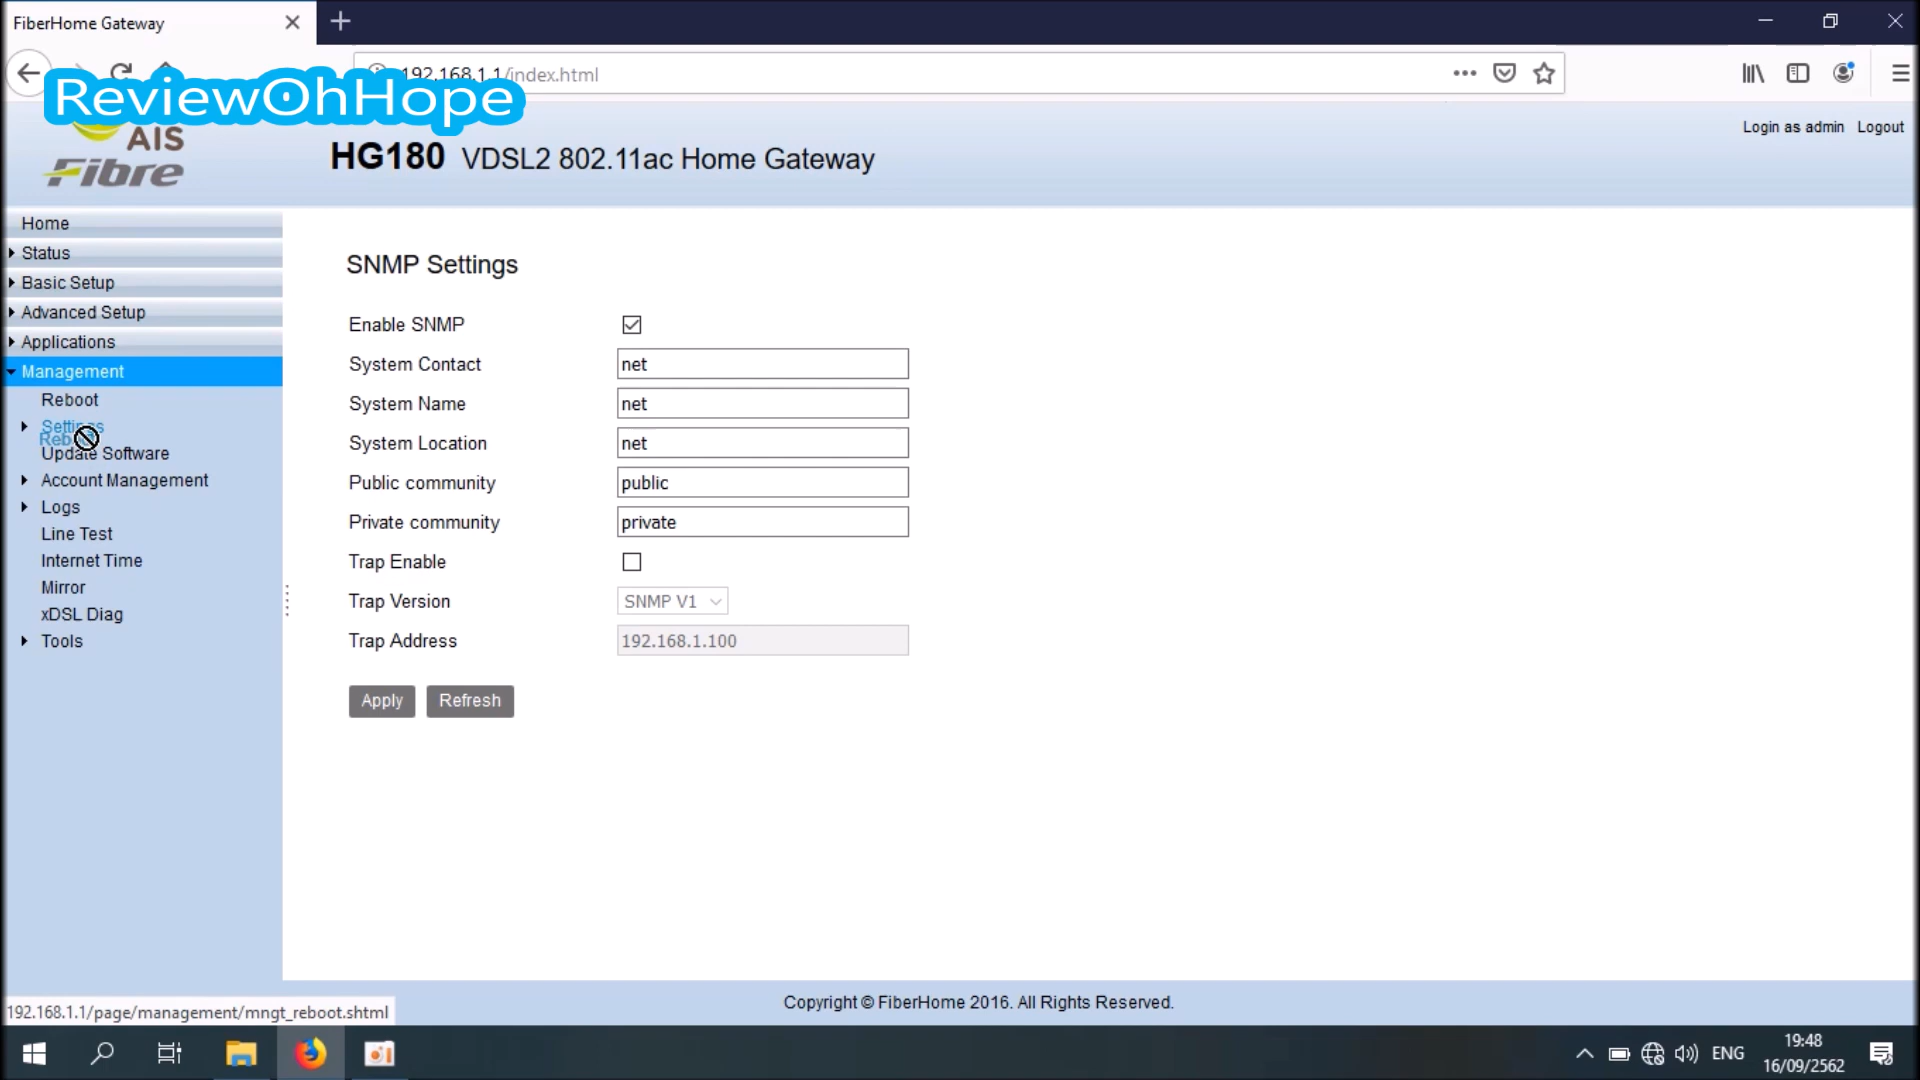 FiberHome Gateway
192.168.1.1/index.html
ReviewOhHope
AIS
Fibre
HG180 VDSL2 802.11ac Home Gateway
Login as admin Logout
Home
Status
Basic Setup
Advanced Setup
Applications
Management
Reboot
Settings
Reboot
Update Software
Account Management
Logs
Line Test
Internet Time
Mirror
xDSL Diag
Tools
SNMP Settings
Enable SNMP
System Contact net
System Name net
System Location net
Public community public
Private community private
Trap Enable
Trap Version SNMP V1
Trap Address 192.168.1.100
Apply Refresh
Copyright © FiberHome 2016. All Rights Reserved.
192.168.1.1/page/management/mngt_reboot.shtml
ENG
19:48
16/09/2562